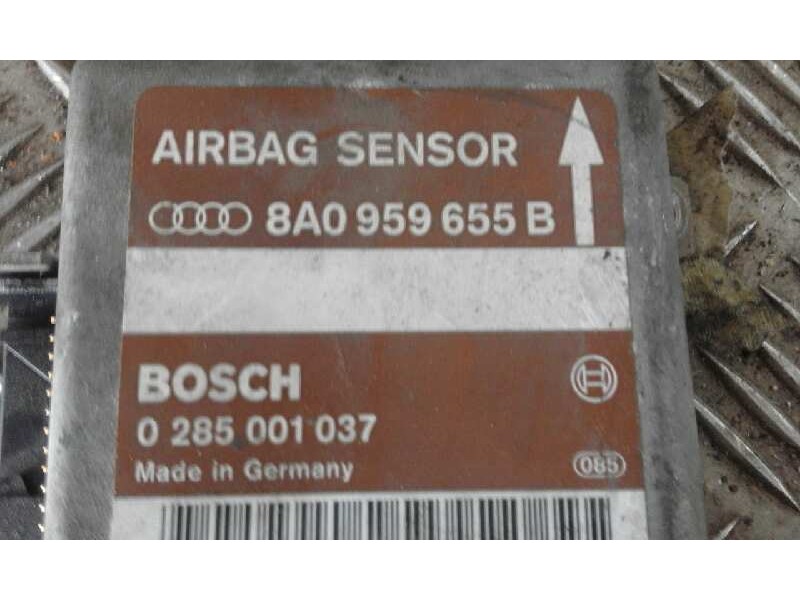 AIRBAG SENSOR
8A0 959 655 B
BOSCH
0 285 001 037
Made in Germany
085